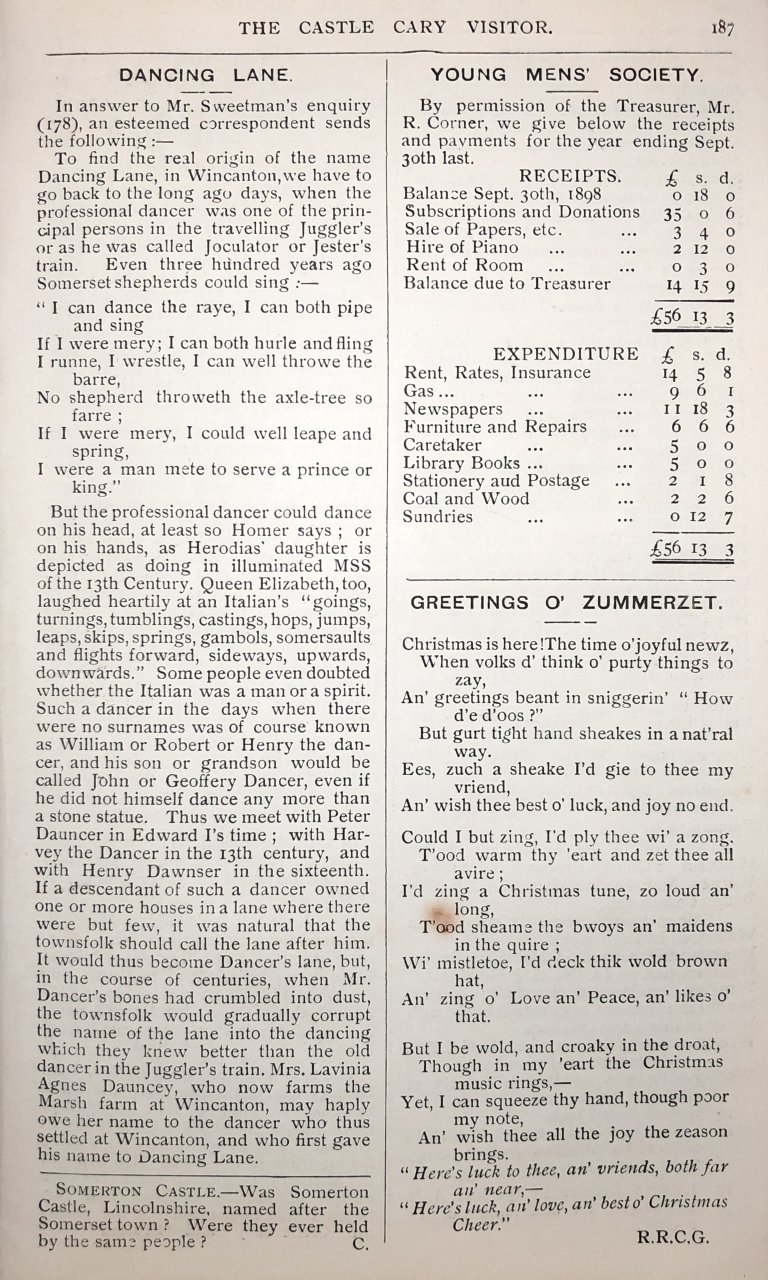 THE CASTLE CARY VISITOR. 187
DANCING LANE.
In answer to Mr. Sweetman's enquiry
(178), an esteemed correspondent sends
the following :—
To find the real origin of the name
Dancing Lane, in Wincanton, we have to
go back to the long ago days, when the
professional dancer was one of the prin-
cipal persons in the travelling Juggler's
or as he was called Joculator or Jester's
train. Even three hundred years ago
Somerset shepherds could sing :—
“ I can dance the raye, I can both pipe
and sing
If I were mery; I can both hurle and fling
I runne, I wrestle, I can well throwe the
barre,
No shepherd throweth the axle-tree so
farre ;
If I were mery, I could well leape and
spring,
I were a man mete to serve a prince or
king.”
But the professional dancer could dance
on his head, at least so Homer says ; or
on his hands, as Herodias' daughter is
depicted as doing in illuminated MSS
of the 13th Century. Queen Elizabeth, too,
laughed heartily at an Italian's “goings,
turnings, tumblings, castings, hops, jumps,
leaps, skips, springs, gambols, somersaults
and flights forward, sideways, upwards,
downwards.” Some people even doubted
whether the Italian was a man or a spirit.
Such a dancer in the days when there
were no surnames was of course known
as William or Robert or Henry the dan-
cer, and his son or grandson would be
called John or Geoffery Dancer, even if
he did not himself dance any more than
a stone statue. Thus we meet with Peter
Dauncer in Edward I's time ; with Har-
vey the Dancer in the 13th century, and
with Henry Dawnser in the sixteenth.
If a descendant of such a dancer owned
one or more houses in a lane where there
were but few, it was natural that the
townsfolk should call the lane after him.
It would thus become Dancer's lane, but,
in the course of centuries, when Mr.
Dancer's bones had crumbled into dust,
the townsfolk would gradually corrupt
the name of the lane into the dancing
which they knew better than the old
dancer in the Juggler's train. Mrs. Lavinia
Agnes Dauncey, who now farms the
Marsh farm at Wincanton, may haply
owe her name to the dancer who thus
settled at Wincanton, and who first gave
his name to Dancing Lane.
SOMERTON CASTLE.—Was Somerton
Castle, Lincolnshire, named after the
Somerset town ? Were they ever held
by the same people ? C.
YOUNG MENS' SOCIETY.
By permission of the Treasurer, Mr.
R. Corner, we give below the receipts
and payments for the year ending Sept.
30th last.
RECEIPTS. £ s. d.
Balance Sept. 30th, 1898 0 18 0
Subscriptions and Donations 35 0 6
Sale of Papers, etc. ... 3 4 0
Hire of Piano ... ... 2 12 0
Rent of Room ... ... 0 3 0
Balance due to Treasurer 14 15 9
£56 13 3
EXPENDITURE £ s. d.
Rent, Rates, Insurance 14 5 8
Gas ... ... ... 9 6 1
Newspapers ... ... 11 18 3
Furniture and Repairs ... 6 6 6
Caretaker ... ... 5 0 0
Library Books ... ... 5 0 0
Stationery aud Postage ... 2 1 8
Coal and Wood ... 2 2 6
Sundries ... ... 0 12 7
£56 13 3
GREETINGS O' ZUMMERZET.
Christmas is here! The time o' joyful newz,
When volks d' think o' purty things to
zay,
An' greetings beant in sniggerin' “ How
d'e d'oos ?”
But gurt tight hand sheakes in a nat'ral
way.
Ees, zuch a sheake I'd gie to thee my
vriend,
An' wish thee best o' luck, and joy no end.
Could I but zing, I'd ply thee wi' a zong.
T'ood warm thy 'eart and zet thee all
avire ;
I'd zing a Christmas tune, zo loud an'
long,
T'ood sheame the bwoys an' maidens
in the quire ;
Wi' mistletoe, I'd deck thik wold brown
hat,
An' zing o' Love an' Peace, an' likes o'
that.
But I be wold, and croaky in the droat,
Though in my 'eart the Christmas
music rings,—
Yet, I can squeeze thy hand, though poor
my note,
An' wish thee all the joy the zeason
brings.
“ Here's luck to thee, an' vriends, both far
an' near,—
“ Here's luck, an' love, an' best o' Christmas
Cheer.”
R.R.C.G.